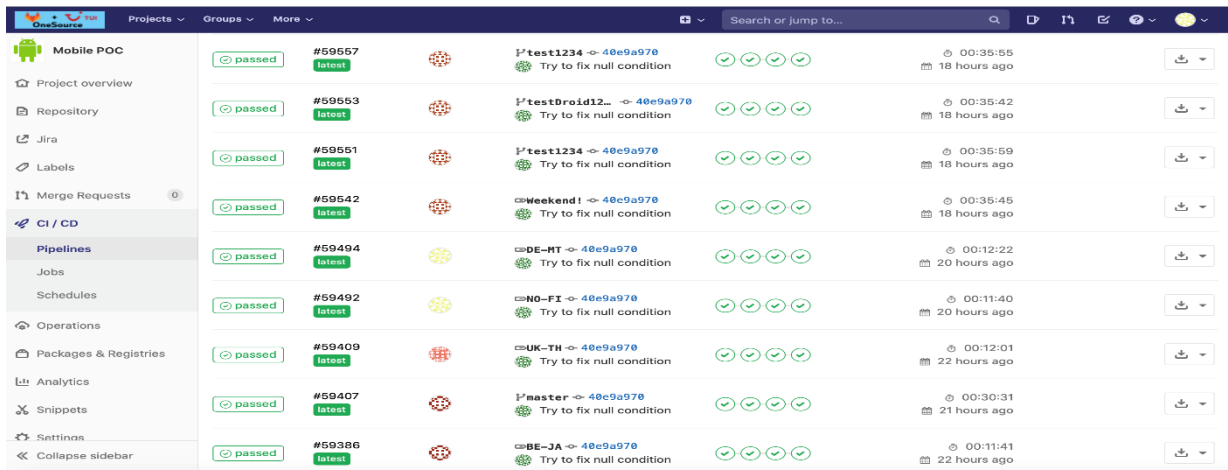 OneSource TUI
Projects Groups More Search or jump to...
Mobile POC
Project overview
Repository
Jira
Labels
Merge Requests 0
CI / CD
Pipelines
Jobs
Schedules
Operations
Packages & Registries
Analytics
Snippets
Settings
Collapse sidebar
passed #59557 test1234 40e9a970 00:35:55
latest Try to fix null condition 18 hours ago
passed #59553 testDroid12… 40e9a970 00:35:42
latest Try to fix null condition 18 hours ago
passed #59551 test1234 40e9a970 00:35:59
latest Try to fix null condition 18 hours ago
passed #59542 Weekend! 40e9a970 00:35:45
latest Try to fix null condition 18 hours ago
passed #59494 DE-MT 40e9a970 00:12:22
latest Try to fix null condition 20 hours ago
passed #59492 NO-FI 40e9a970 00:11:40
latest Try to fix null condition 20 hours ago
passed #59409 UK-TH 40e9a970 00:12:01
latest Try to fix null condition 22 hours ago
passed #59407 master 40e9a970 00:30:31
latest Try to fix null condition 21 hours ago
passed #59386 BE-JA 40e9a970 00:11:41
latest Try to fix null condition 22 hours ago